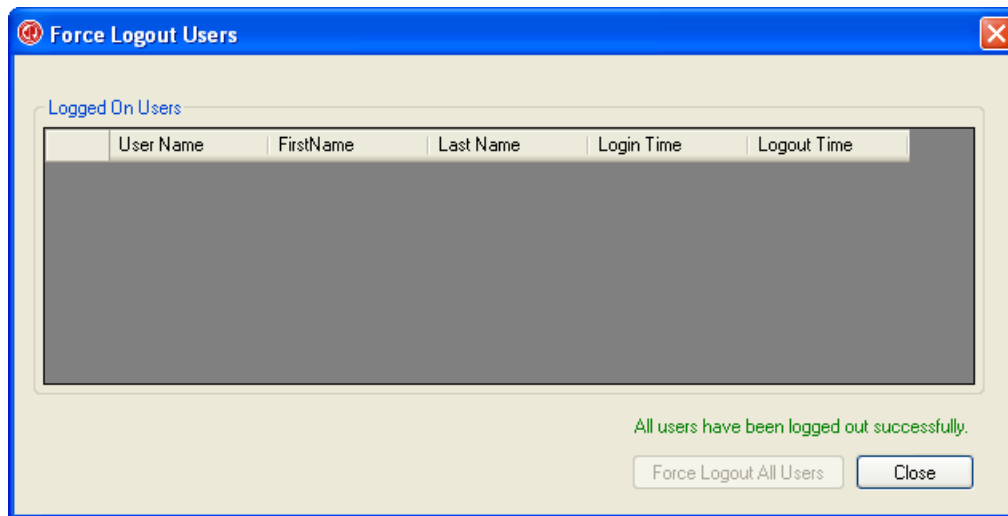 Force Logout Users
Logged On Users
User Name FirstName Last Name Login Time Logout Time
All users have been logged out successfully.
Force Logout All Users Close